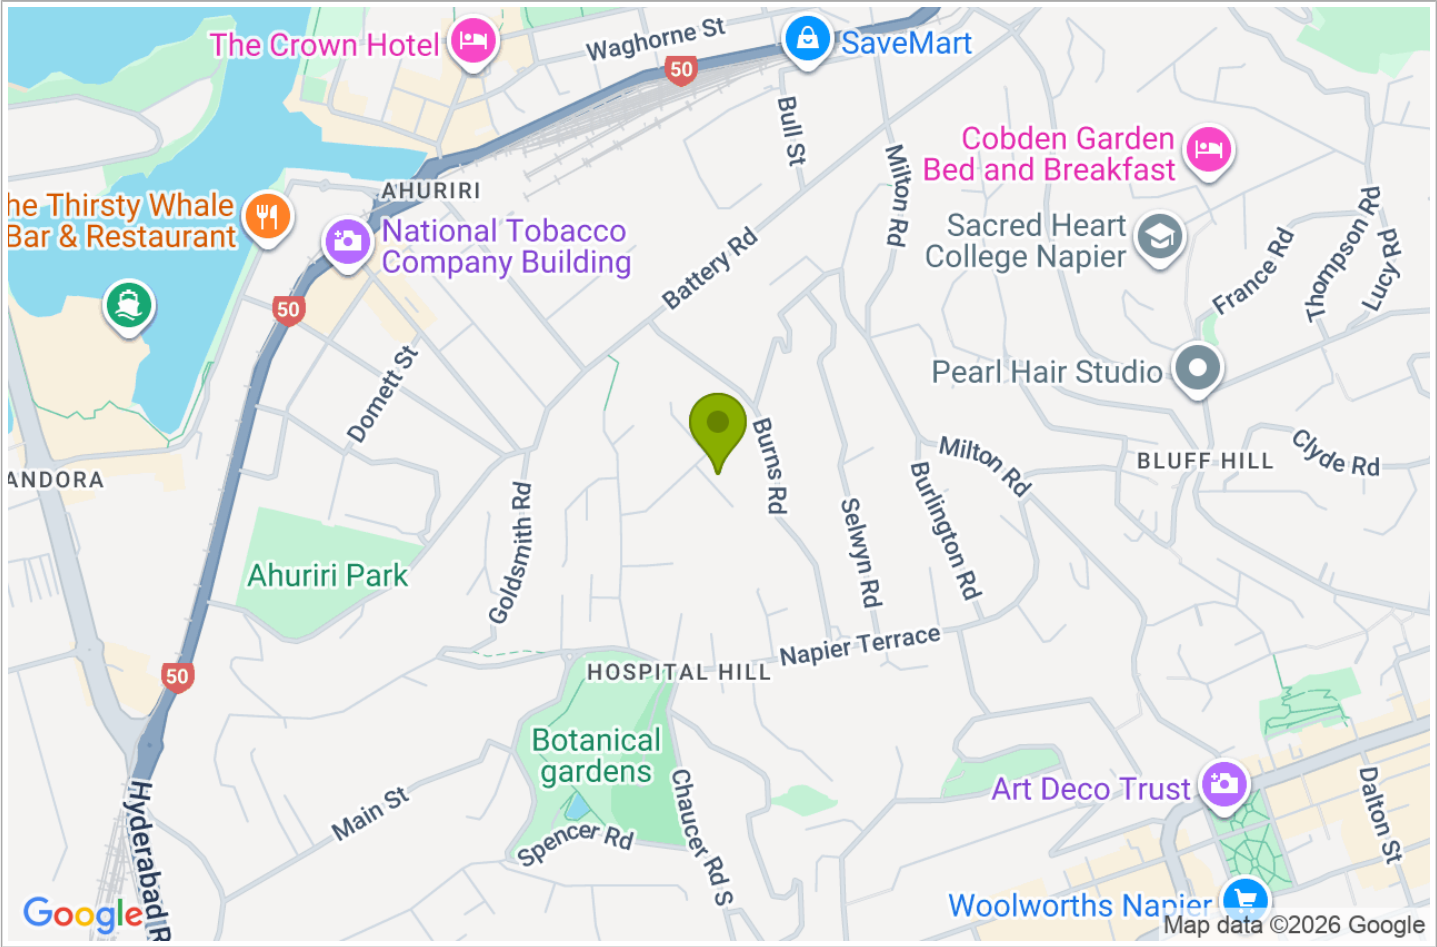 The Crown Hotel
Waghorne St
50
SaveMart
Bull St
Milton Rd
Cobden Garden
Bed and Breakfast
AHURIRI
he Thirsty Whale
Bar & Restaurant
National Tobacco
Company Building
Battery Rd
Sacred Heart
College Napier
France Rd
Thompson Rd
Lucy Rd
50
Domett St
Pearl Hair Studio
Burns Rd
Milton Rd
BLUFF HILL
Clyde Rd
ANDORA
Goldsmith Rd
Selwyn Rd
Burlington Rd
Ahuriri Park
Napier Terrace
50
HOSPITAL HILL
Botanical
gardens
Art Deco Trust
Main St
Spencer Rd
Chaucer Rd S
Dalton St
Hyderabad R
Woolworths Napier
Google
Map data ©2026 Google